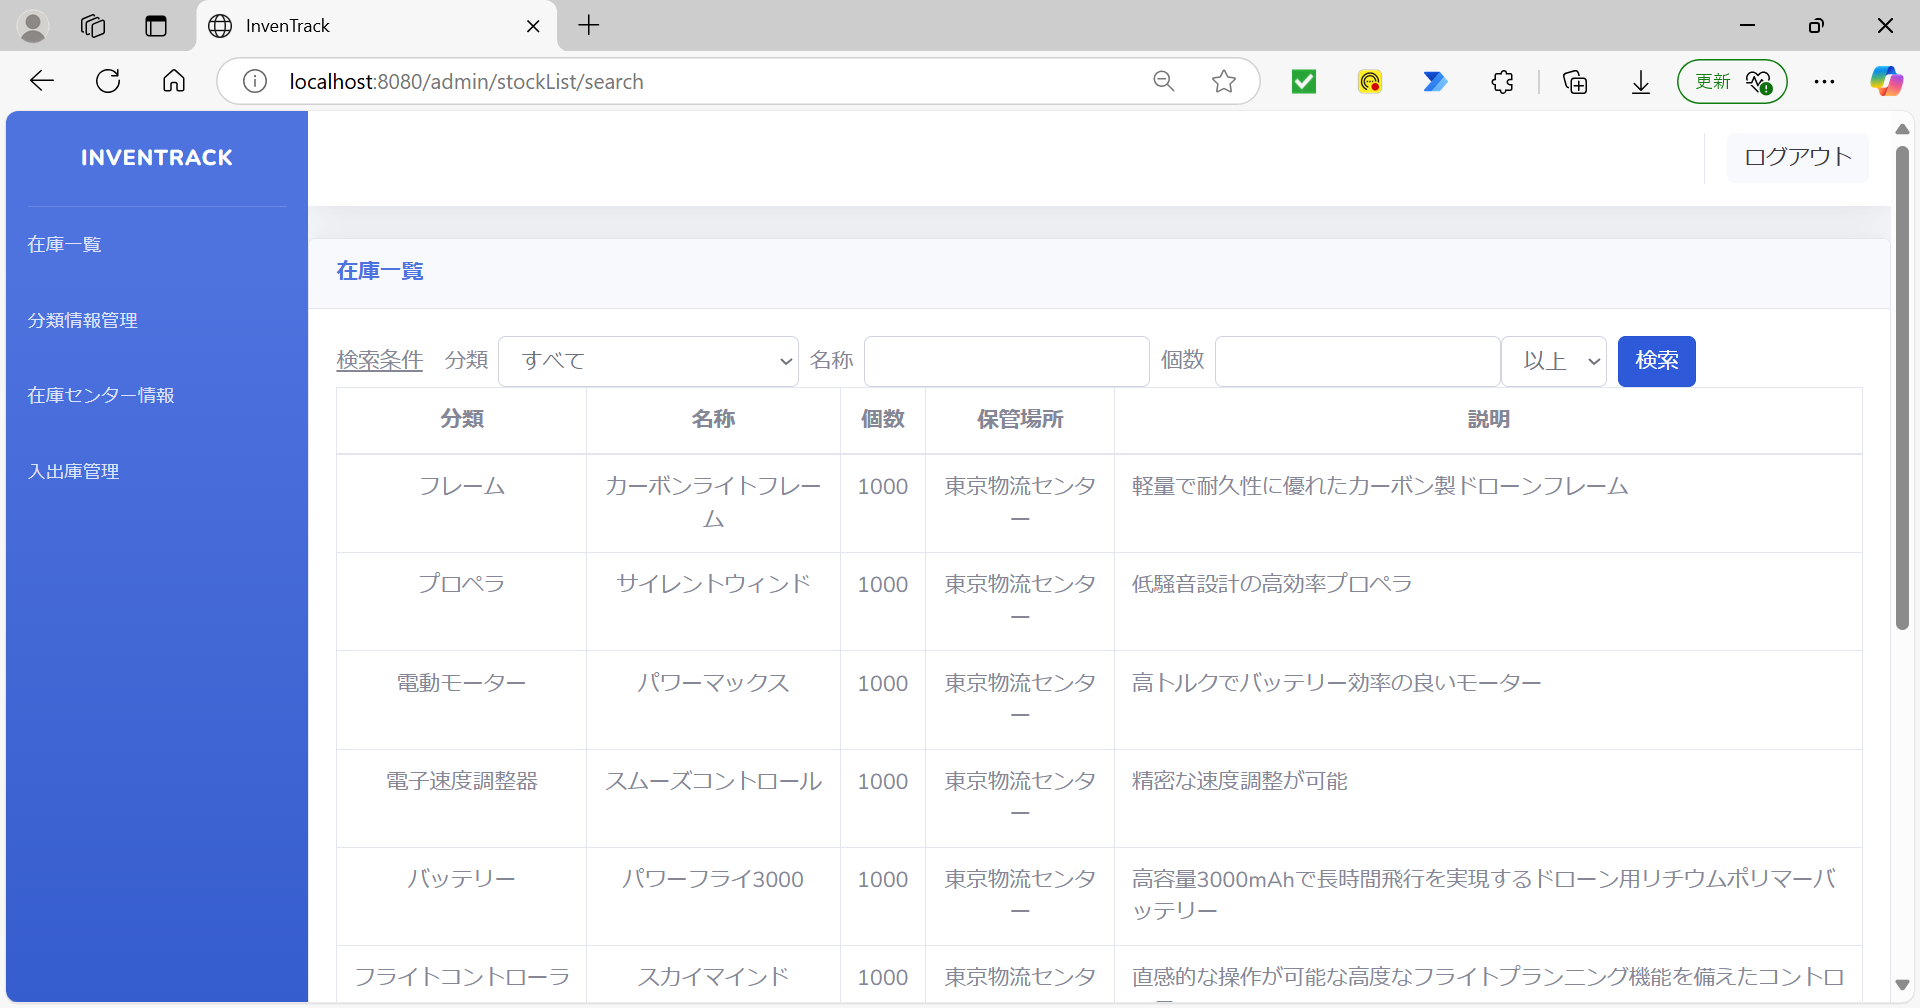 InvenTrack
localhost:8080/admin/stockList/search
更新
INVENTRACK
ログアウト
在庫一覧
分類情報管理
在庫センター情報
入出庫管理
在庫一覧
検索条件 分類 すべて 名称 個数 以上 検索
分類 名称 個数 保管場所 説明
フレーム カーボンライトフレー 1000 東京物流センタ 軽量で耐久性に優れたカーボン製ドローンフレーム
ム ー
プロペラ サイレントウィンド 1000 東京物流センタ 低騒音設計の高効率プロペラ
ー
電動モーター パワーマックス 1000 東京物流センタ 高トルクでバッテリー効率の良いモーター
ー
電子速度調整器 スムーズコントロール 1000 東京物流センタ 精密な速度調整が可能
ー
バッテリー パワーフライ3000 1000 東京物流センタ 高容量3000mAhで長時間飛行を実現するドローン用リチウムポリマーバ
ー ッテリー
フライトコントローラ スカイマインド 1000 東京物流センタ 直感的な操作が可能な高度なフライトプランニング機能を備えたコントロ